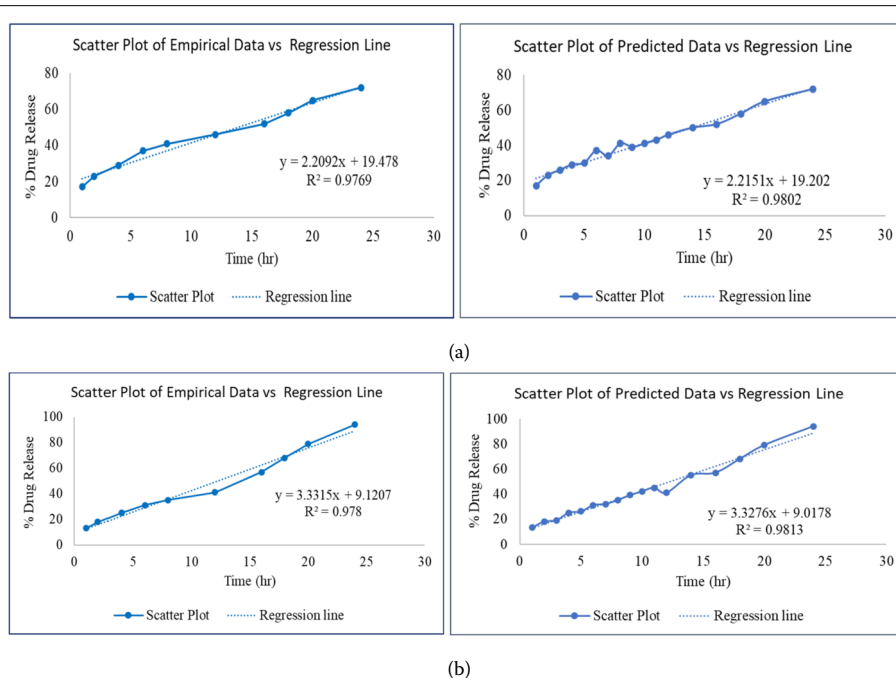 Scatter Plot of Empirical Data vs Regression Line
80
60
40
20
0
% Drug Release
y = 2.2092x + 19.478
R² = 0.9769
0 5 10 15 20 25 30
Time (hr)
Scatter Plot Regression line
Scatter Plot of Predicted Data vs Regression Line
80
60
40
20
0
% Drug Release
y = 2.2151x + 19.202
R² = 0.9802
0 5 10 15 20 25 30
Time (hr)
Scatter Plot Regression line
(a)
Scatter Plot of Empirical Data vs Regression Line
100
80
60
40
20
0
% Drug Release
y = 3.3315x + 9.1207
R² = 0.978
0 5 10 15 20 25 30
Time (hr)
Scatter Plot Regression line
Scatter Plot of Predicted Data vs Regression Line
100
80
60
40
20
0
% Drug Release
y = 3.3276x + 9.0178
R² = 0.9813
0 5 10 15 20 25 30
Time (hr)
Scatter Plot Regression line
(b)